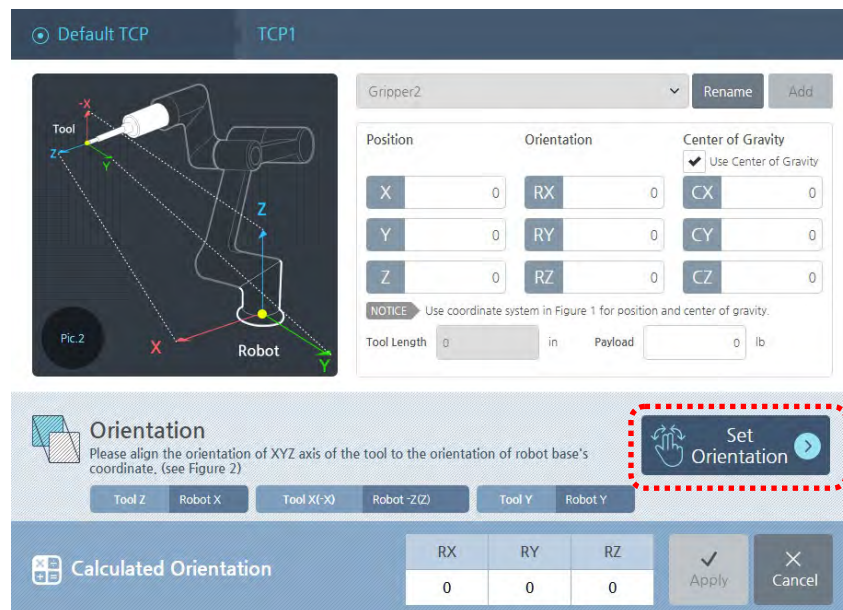 Default TCP TCP1
-X
Tool
Z
Y
Z
X
Robot
Y
Pic.2
Gripper2 Rename Add
Position Orientation Center of Gravity
Use Center of Gravity
X 0 RX 0 CX 0
Y 0 RY 0 CY 0
Z 0 RZ 0 CZ 0
NOTICE Use coordinate system in Figure 1 for position and center of gravity.
Tool Length 0 in Payload 0 lb
Orientation
Please align the orientation of XYZ axis of the tool to the orientation of robot base's
coordinate, (see Figure 2)
Tool Z Robot X Tool X(-X) Robot -Z(Z) Tool Y Robot Y
Set
Orientation
Calculated Orientation
RX RY RZ
0 0 0
Apply
Cancel